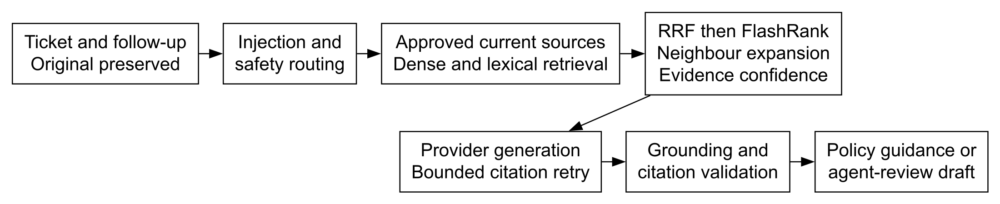 Ticket and follow-up
Original preserved
Injection and
safety routing
Approved current sources
Dense and lexical retrieval
RRF then FlashRank
Neighbour expansion
Evidence confidence
Provider generation
Bounded citation retry
Grounding and
citation validation
Policy guidance or
agent-review draft